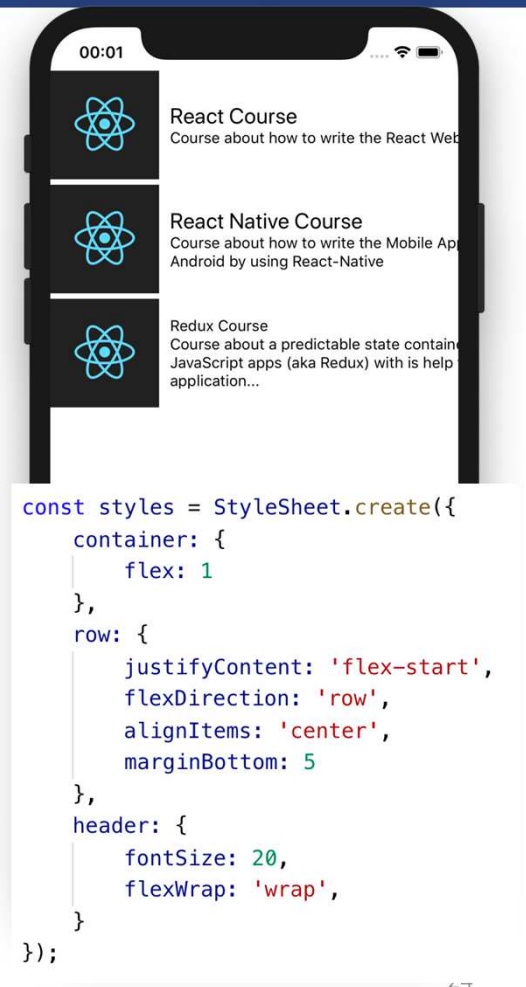 00:01
React Course
Course about how to write the React Web
React Native Course
Course about how to write the Mobile App
Android by using React-Native
Redux Course
Course about a predictable state contain
JavaScript apps (aka Redux) with is help
application...
const styles = StyleSheet.create({
    container: {
        flex: 1
    },
    row: {
        justifyContent: 'flex-start',
        flexDirection: 'row',
        alignItems: 'center',
        marginBottom: 5
    },
    header: {
        fontSize: 20,
        flexWrap: 'wrap',
    }
});